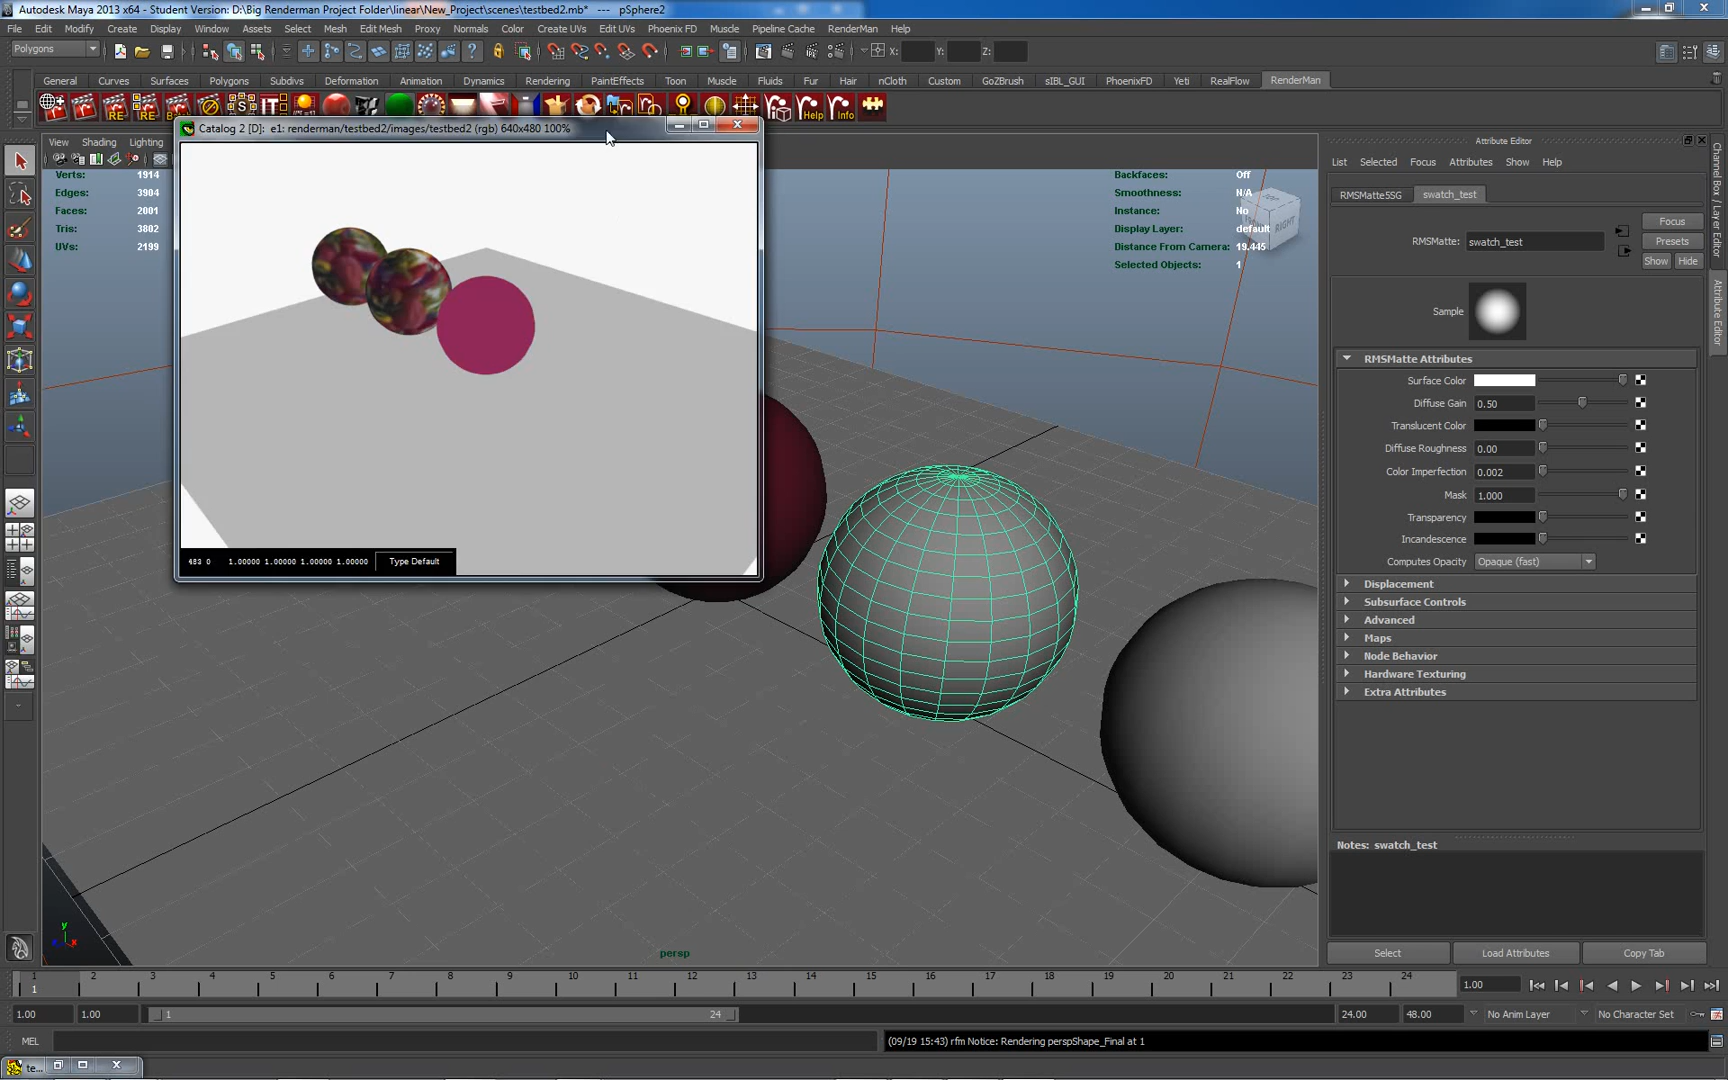 Autodesk Maya 2013 x64 - Student Version: D:\Big Renderman Project Folder\linear\New_Project\scenes\testbed2.mb*   ---   pSphere2
File Edit Modify Create Display Window Assets Select Mesh Edit Mesh Proxy Normals Color Create UVs Edit UVs Phoenix FD Muscle Pipeline Cache RenderMan Help
Polygons X: Y: Z:
General Curves Surfaces Polygons Subdivs Deformation Animation Dynamics Rendering PaintEffects Toon Muscle Fluids Fur Hair nCloth Custom GoZBrush sIBL_GUI PhoenixFD Yeti RealFlow RenderMan
Catalog 2 [D]: e1: renderman/testbed2/images/testbed2 (rgb) 640x480 100%
View Shading Lighting
Verts: 1914
Edges: 3904
Faces: 2001
Tris: 3802
UVs: 2199
Backfaces: Off
Smoothness: N/A
Instance: No
Display Layer: default
Distance From Camera: 19.445
Selected Objects: 1
RIGHT
483 0 1.00000 1.00000 1.00000 1.00000 Type Default
persp
Attribute Editor
List Selected Focus Attributes Show Help
RMSMatte5SG swatch_test
Focus
RMSMatte: swatch_test Presets
Show Hide
Sample
RMSMatte Attributes
Surface Color
Diffuse Gain 0.50
Translucent Color
Diffuse Roughness 0.00
Color Imperfection 0.002
Mask 1.000
Transparency
Incandescence
Computes Opacity Opaque (fast)
Displacement
Subsurface Controls
Advanced
Maps
Node Behavior
Hardware Texturing
Extra Attributes
Notes: swatch_test
Select Load Attributes Copy Tab
Channel Box / Layer Editor
Attribute Editor
1 2 3 4 5 6 7 8 9 10 11 12 13 14 15 16 17 18 19 20 21 22 23 24
1 1.00
1.00 1.00 1 24 24.00 48.00 No Anim Layer No Character Set
MEL (09/19 15:43) rfm Notice: Rendering perspShape_Final at 1
te...